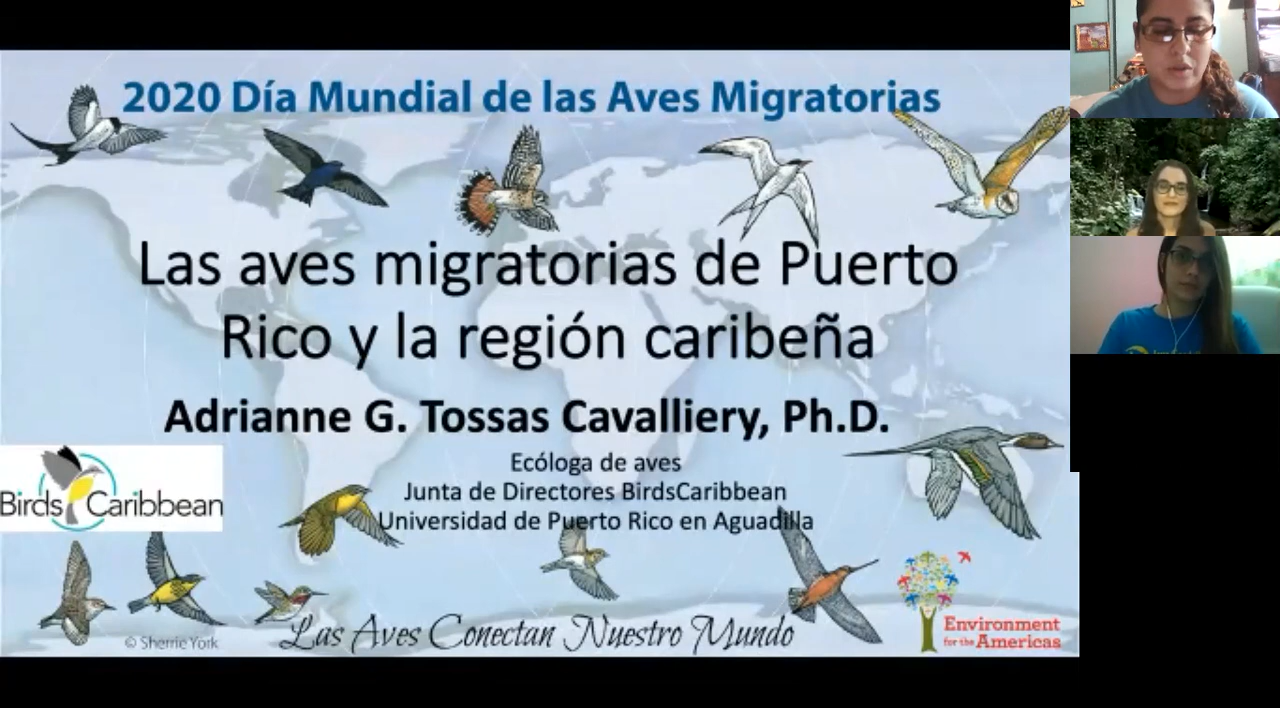 2020 Día Mundial de las Aves Migratorias
Las aves migratorias de Puerto
Rico y la región caribeña
Adrianne G. Tossas Cavalliery, Ph.D.
Ecóloga de aves
Junta de Directores BirdsCaribbean
Universidad de Puerto Rico en Aguadilla
Birds Caribbean
© Sherrie York
Las Aves Conectan Nuestro Mundo
Environment
for the Americas